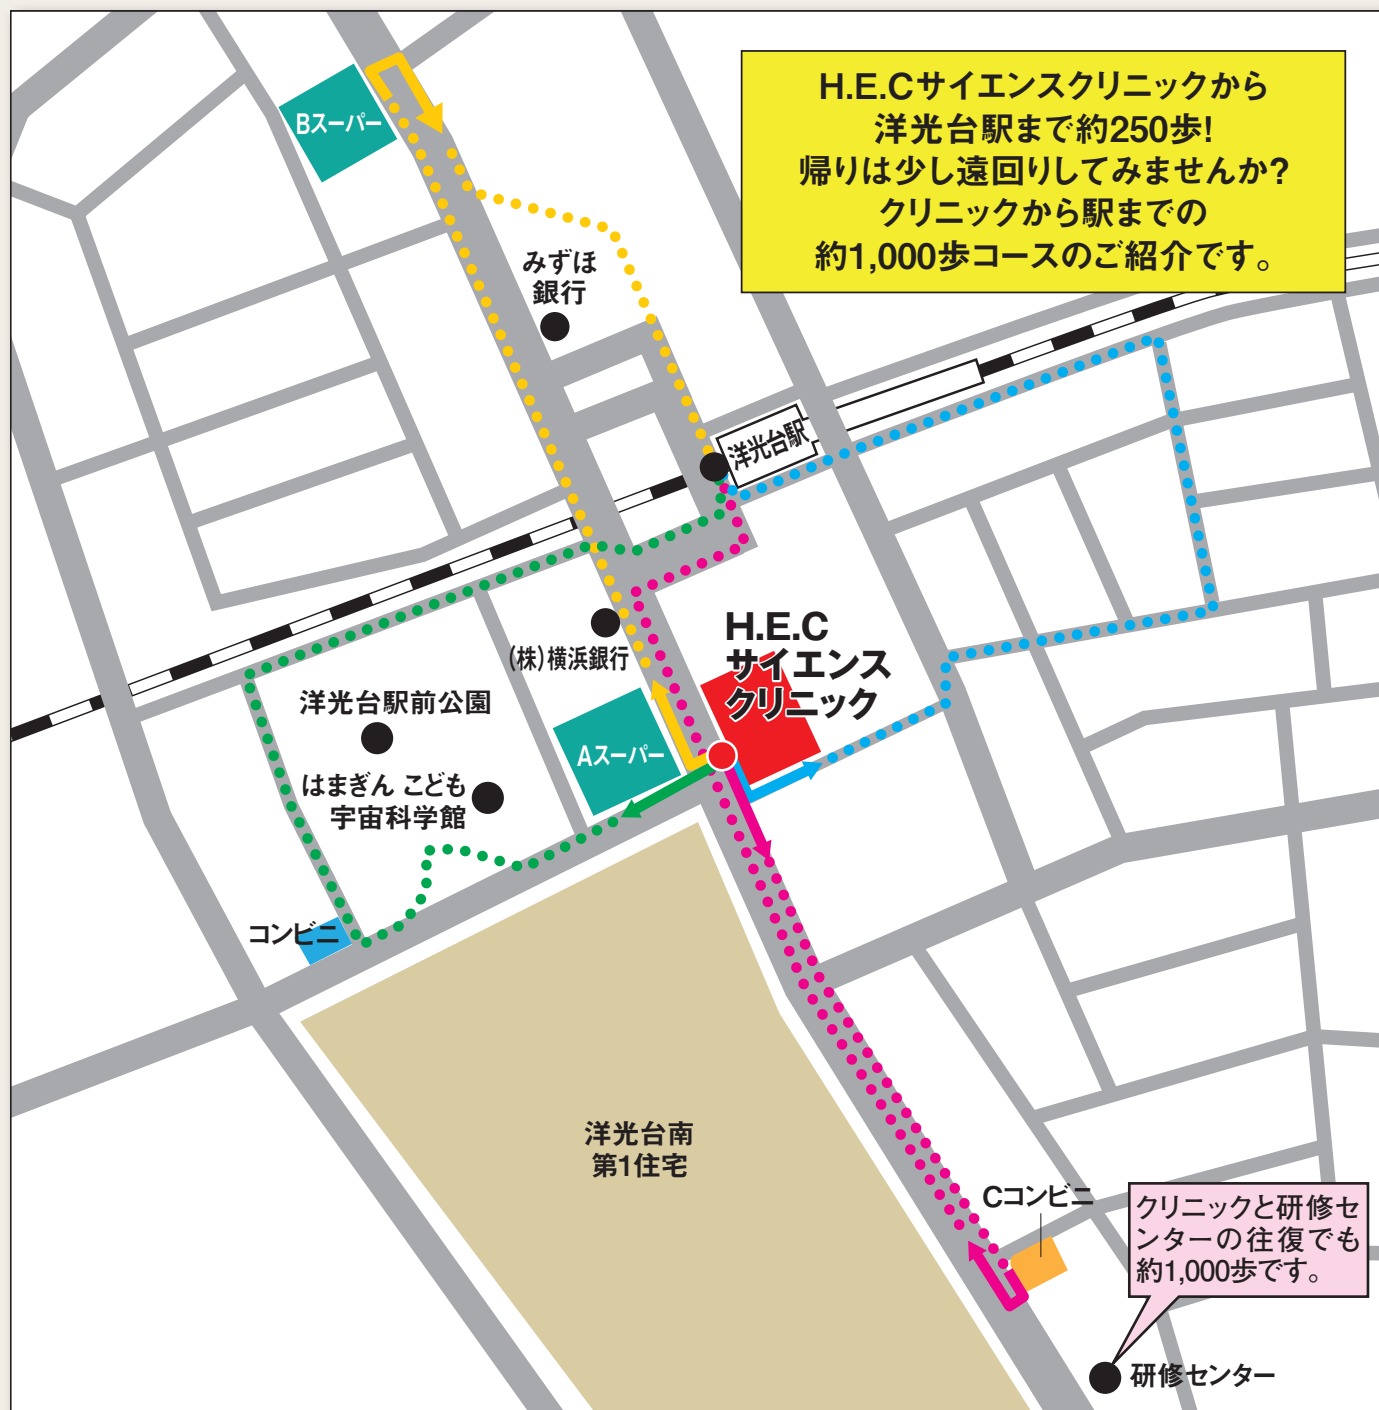 H.E.Cサイエンスクリニックから
洋光台駅まで約250歩!
帰りは少し遠回りしてみませんか?
クリニックから駅までの
約1,000歩コースのご紹介です。
Bスーパー
みずほ
銀行
洋光台駅
H.E.C
サイエンス
クリニック
(株)横浜銀行
洋光台駅前公園
Aスーパー
はまぎん こども
宇宙科学館
コンビニ
洋光台南
第1住宅
Cコンビニ
クリニックと研修セ
ンターの往復でも
約1,000歩です。
研修センター